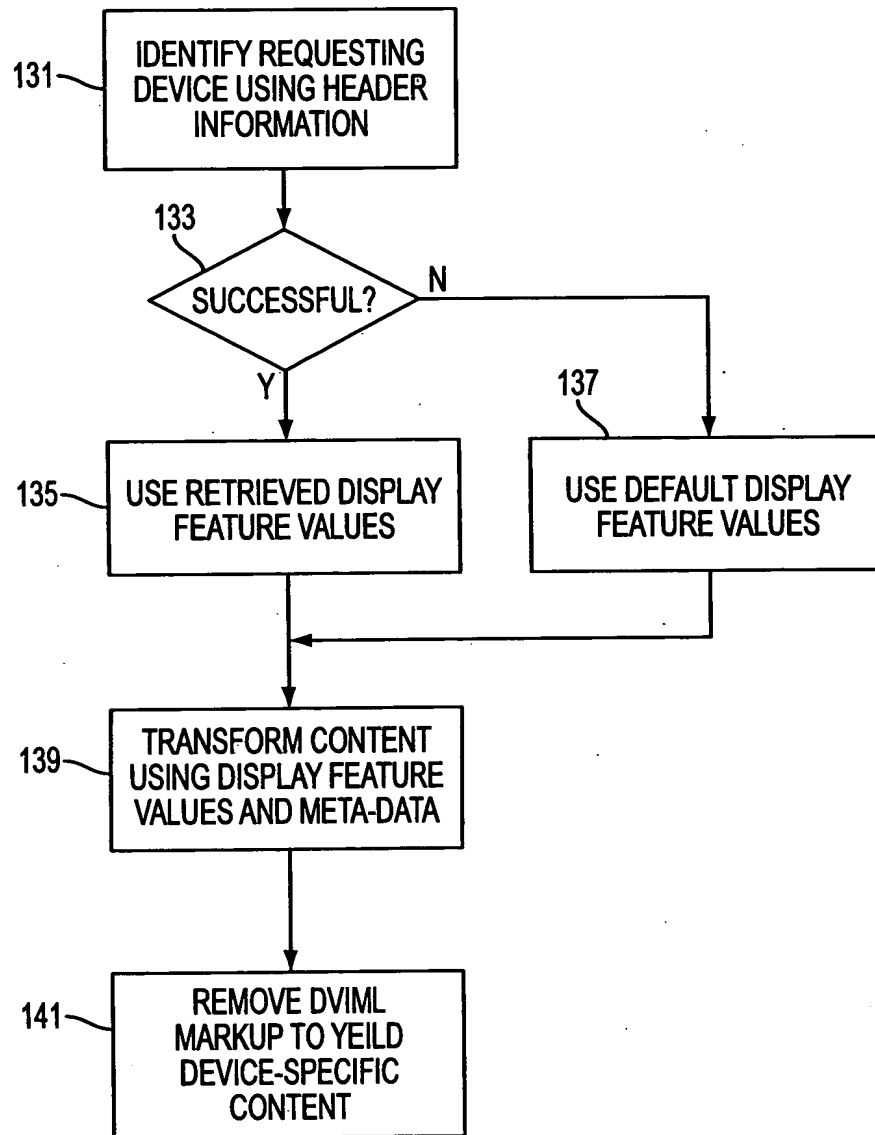 131
IDENTIFY REQUESTING
DEVICE USING HEADER
INFORMATION
133
SUCCESSFUL?
N
Y
135
USE RETRIEVED DISPLAY
FEATURE VALUES
137
USE DEFAULT DISPLAY
FEATURE VALUES
139
TRANSFORM CONTENT
USING DISPLAY FEATURE
VALUES AND META-DATA
141
REMOVE DVIML
MARKUP TO YEILD
DEVICE-SPECIFIC
CONTENT